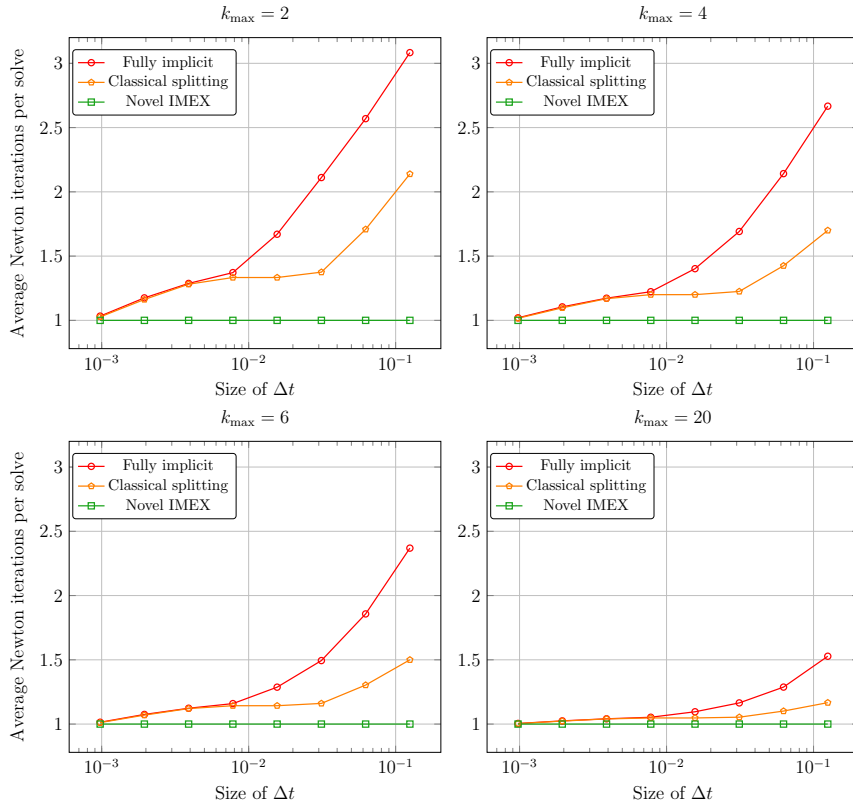 k_max = 2
3
2.5
2
1.5
1
Average Newton iterations per solve
Fully implicit
Classical splitting
Novel IMEX
10^−3
10^−2
10^−1
Size of Δt
k_max = 4
3
2.5
2
1.5
1
Fully implicit
Classical splitting
Novel IMEX
10^−3
10^−2
10^−1
Size of Δt
k_max = 6
3
2.5
2
1.5
1
Average Newton iterations per solve
Fully implicit
Classical splitting
Novel IMEX
10^−3
10^−2
10^−1
Size of Δt
k_max = 20
3
2.5
2
1.5
1
Fully implicit
Classical splitting
Novel IMEX
10^−3
10^−2
10^−1
Size of Δt